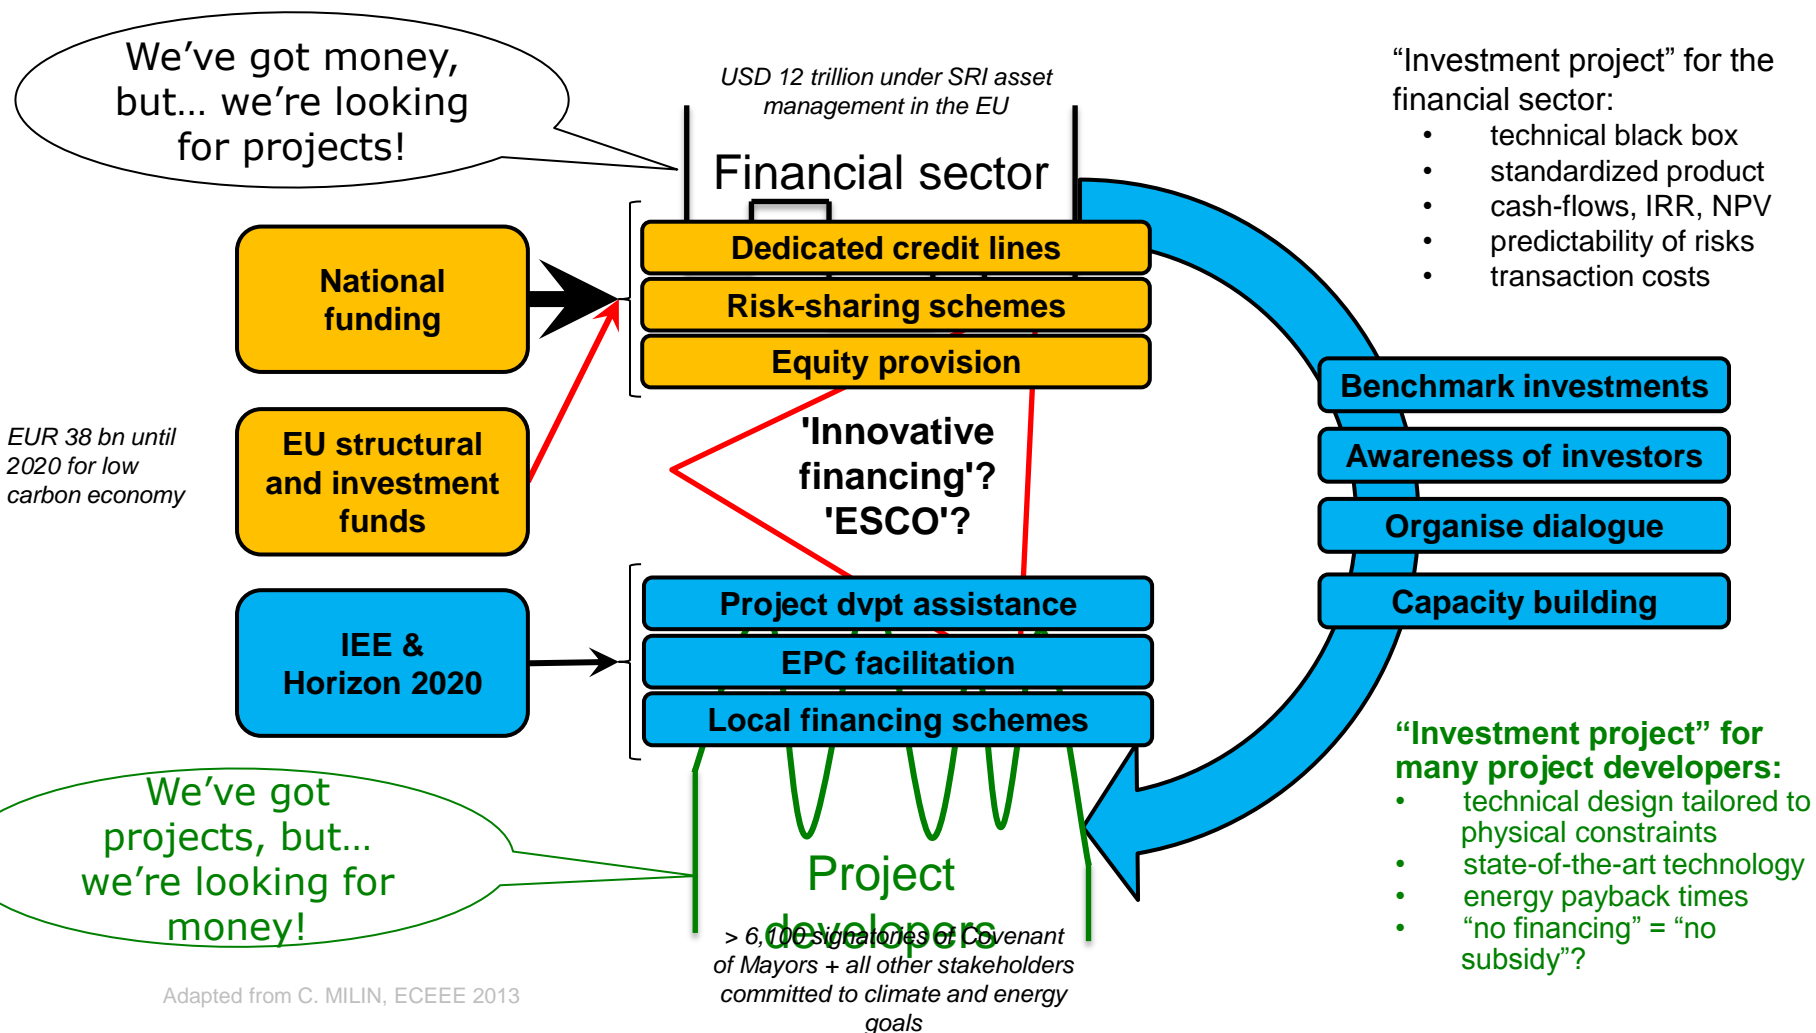 We’ve got money,
but… we’re looking
for projects!
USD 12 trillion under SRI asset
management in the EU
Financial sector
“Investment project” for the
financial sector:
• technical black box
• standardized product
• cash-flows, IRR, NPV
• predictability of risks
• transaction costs
National
funding
Dedicated credit lines
Risk-sharing schemes
Equity provision
EUR 38 bn until
2020 for low
carbon economy
EU structural
and investment
funds
'Innovative
financing'?
'ESCO'?
Benchmark investments
Awareness of investors
Organise dialogue
Capacity building
IEE &
Horizon 2020
Project dvpt assistance
EPC facilitation
Local financing schemes
We’ve got
projects, but…
we’re looking for
money!
Project
developers
> 6,100 signatories of Covenant
of Mayors + all other stakeholders
committed to climate and energy
goals
“Investment project” for
many project developers:
• technical design tailored to
physical constraints
• state-of-the-art technology
• energy payback times
• “no financing” = “no
subsidy”?
Adapted from C. MILIN, ECEEE 2013